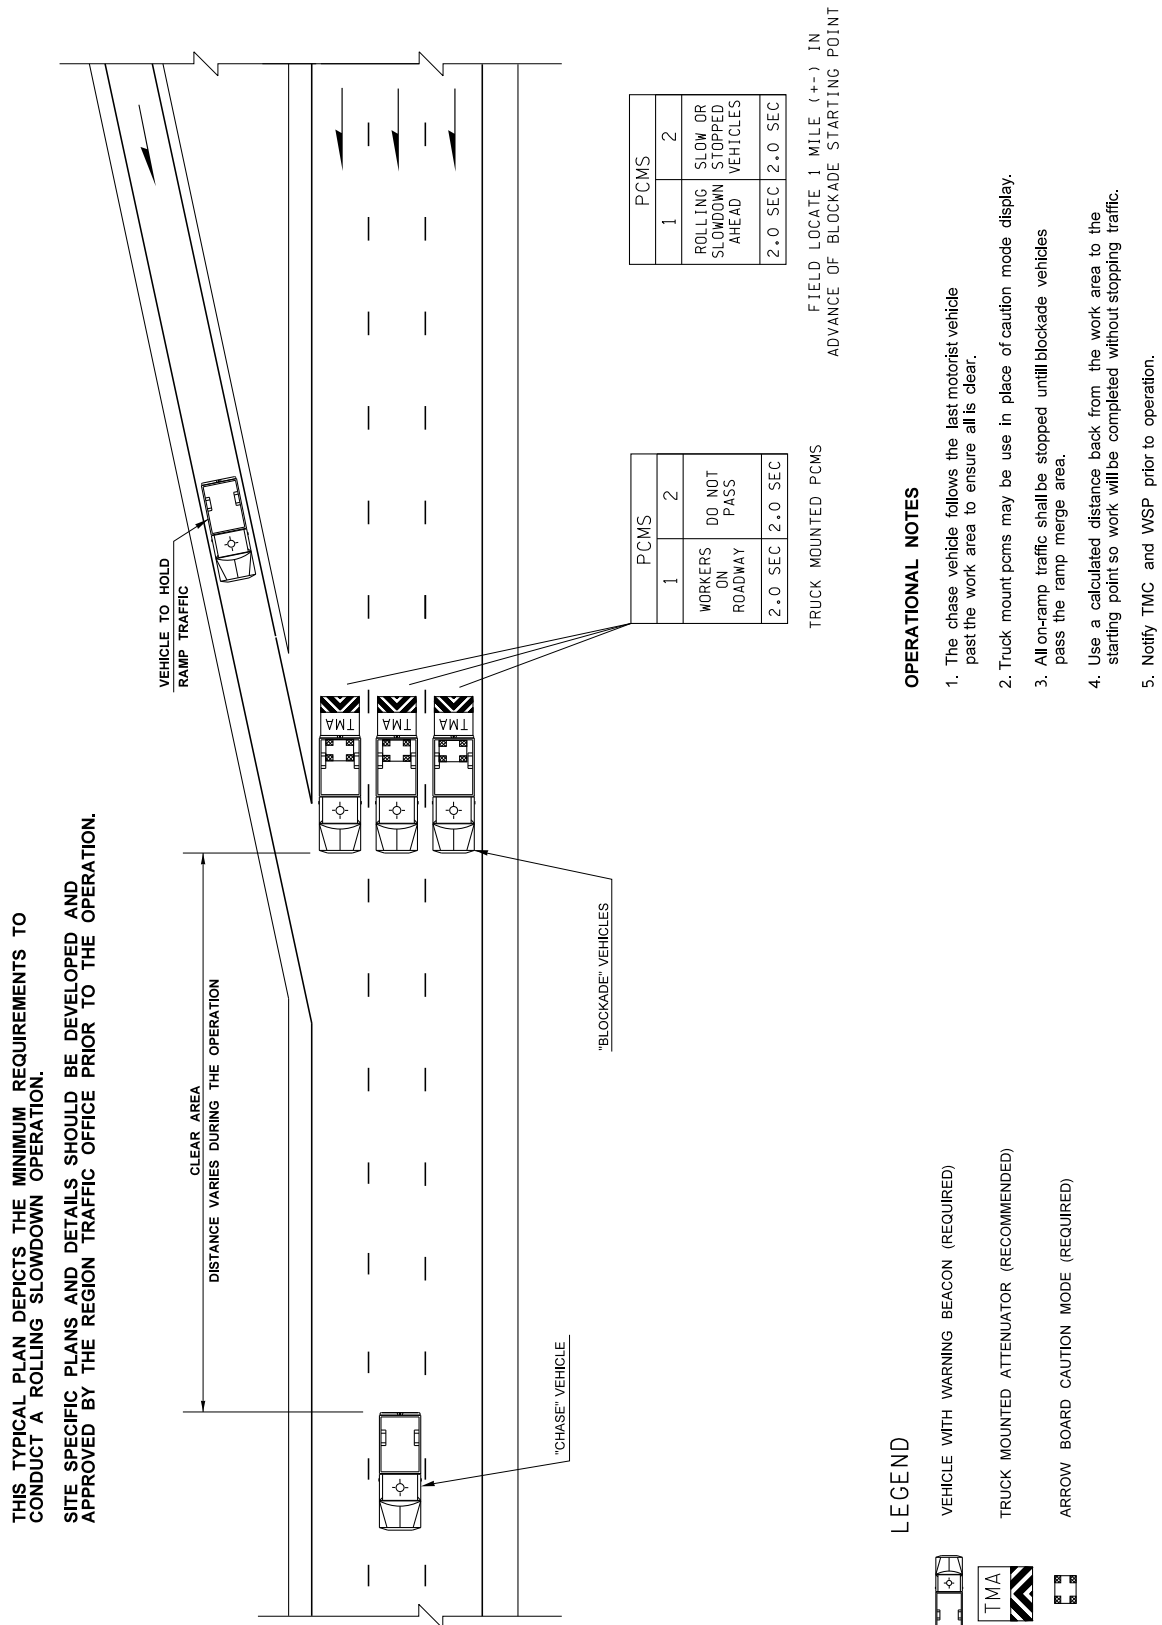 THIS TYPICAL PLAN DEPICTS THE MINIMUM REQUIREMENTS TO
CONDUCT A ROLLING SLOWDOWN OPERATION.
SITE SPECIFIC PLANS AND DETAILS SHOULD BE DEVELOPED AND
APPROVED BY THE REGION TRAFFIC OFFICE PRIOR TO THE OPERATION.
VEHICLE TO HOLD
RAMP TRAFFIC
CLEAR AREA
DISTANCE VARIES DURING THE OPERATION
TMA
TMA
TMA
"CHASE" VEHICLE
"BLOCKADE" VEHICLES
PCMS
1 2
WORKERS ON ROADWAY DO NOT PASS
2.0 SEC 2.0 SEC
TRUCK MOUNTED PCMS
PCMS
1 2
ROLLING SLOWDOWN AHEAD SLOW OR STOPPED VEHICLES
2.0 SEC 2.0 SEC
FIELD LOCATE 1 MILE (+-) IN
ADVANCE OF BLOCKADE STARTING POINT
LEGEND
VEHICLE WITH WARNING BEACON (REQUIRED)
TMA
TRUCK MOUNTED ATTENUATOR (RECOMMENDED)
ARROW BOARD CAUTION MODE (REQUIRED)
OPERATIONAL NOTES
1. The chase vehicle follows the last motorist vehicle
past the work area to ensure all is clear.
2. Truck mount pcms may be use in place of caution mode display.
3. All on-ramp traffic shall be stopped untill blockade vehicles
pass the ramp merge area.
4. Use a calculated distance back from the work area to the
starting point so work will be completed without stopping traffic.
5. Notify TMC and WSP prior to operation.